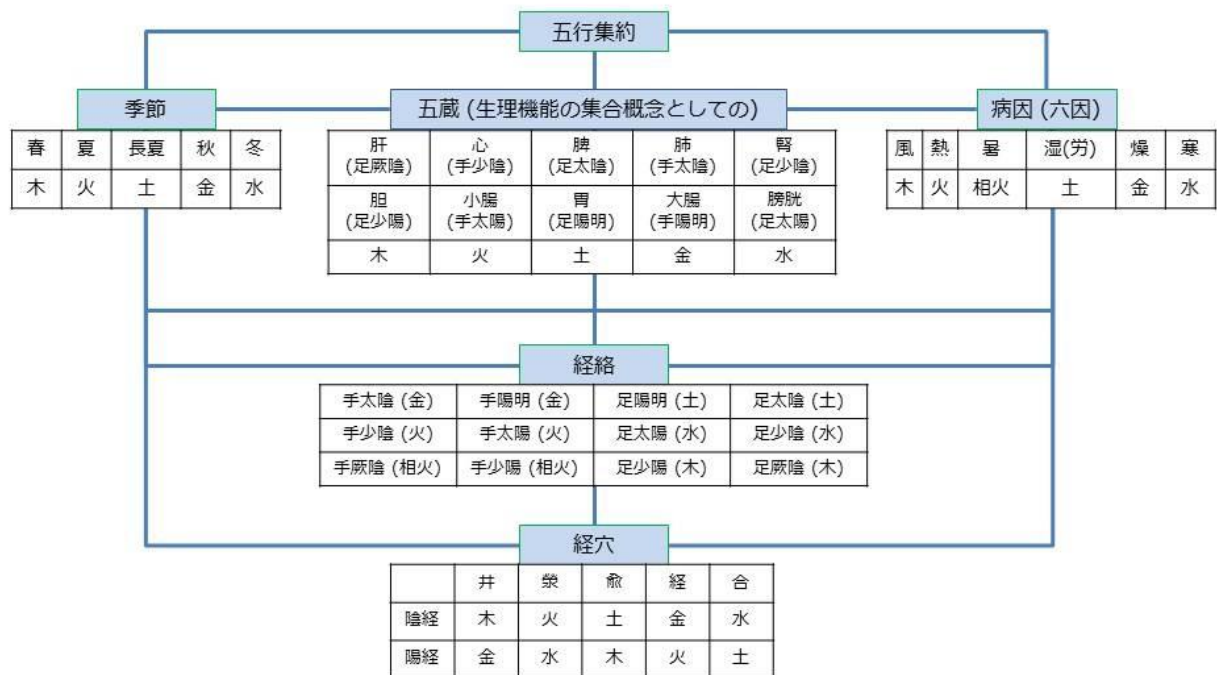 五行集約
季節
五蔵 (生理機能の集合概念としての)
病因 (六因)
春 夏 長夏 秋 冬
木 火 土 金 水
肝 心 脾 肺 腎
(足厥陰) (手少陰) (足太陰) (手太陰) (足少陰)
胆 小腸 胃 大腸 膀胱
(足少陽) (手太陽) (足陽明) (手陽明) (足太陽)
木 火 土 金 水
風 熱 暑 湿(労) 燥 寒
木 火 相火 土 金 水
経絡
手太陰 (金) 手陽明 (金) 足陽明 (土) 足太陰 (土)
手少陰 (火) 手太陽 (火) 足太陽 (水) 足少陰 (水)
手厥陰 (相火) 手少陽 (相火) 足少陽 (木) 足厥陰 (木)
経穴
井 滎 兪 経 合
陰経 木 火 土 金 水
陽経 金 水 木 火 土